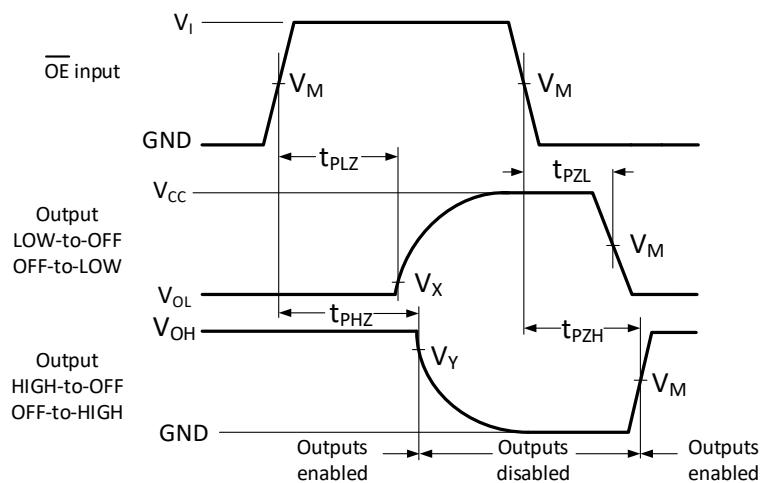 V_I
O̅E̅ input
V_M
V_M
GND
t_PLZ
t_PZL
V_CC
Output
LOW-to-OFF
OFF-to-LOW
V_M
V_X
V_OL
t_PHZ
t_PZH
V_OH
Output
HIGH-to-OFF
OFF-to-HIGH
V_Y
V_M
GND
Outputs
enabled
Outputs
disabled
Outputs
enabled